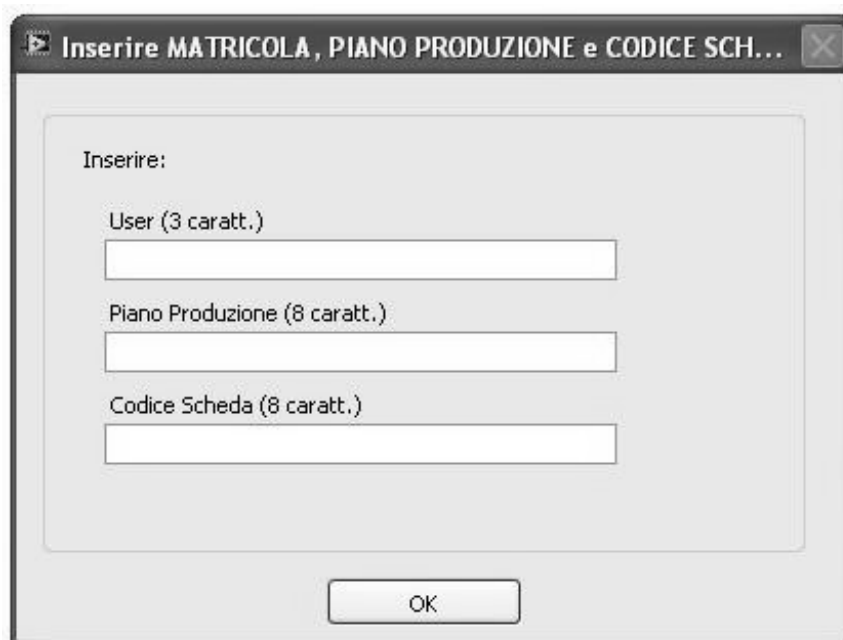 Inserire MATRICOLA, PIANO PRODUZIONE e CODICE SCH...
Inserire:
User (3 caratt.)
Piano Produzione (8 caratt.)
Codice Scheda (8 caratt.)
OK